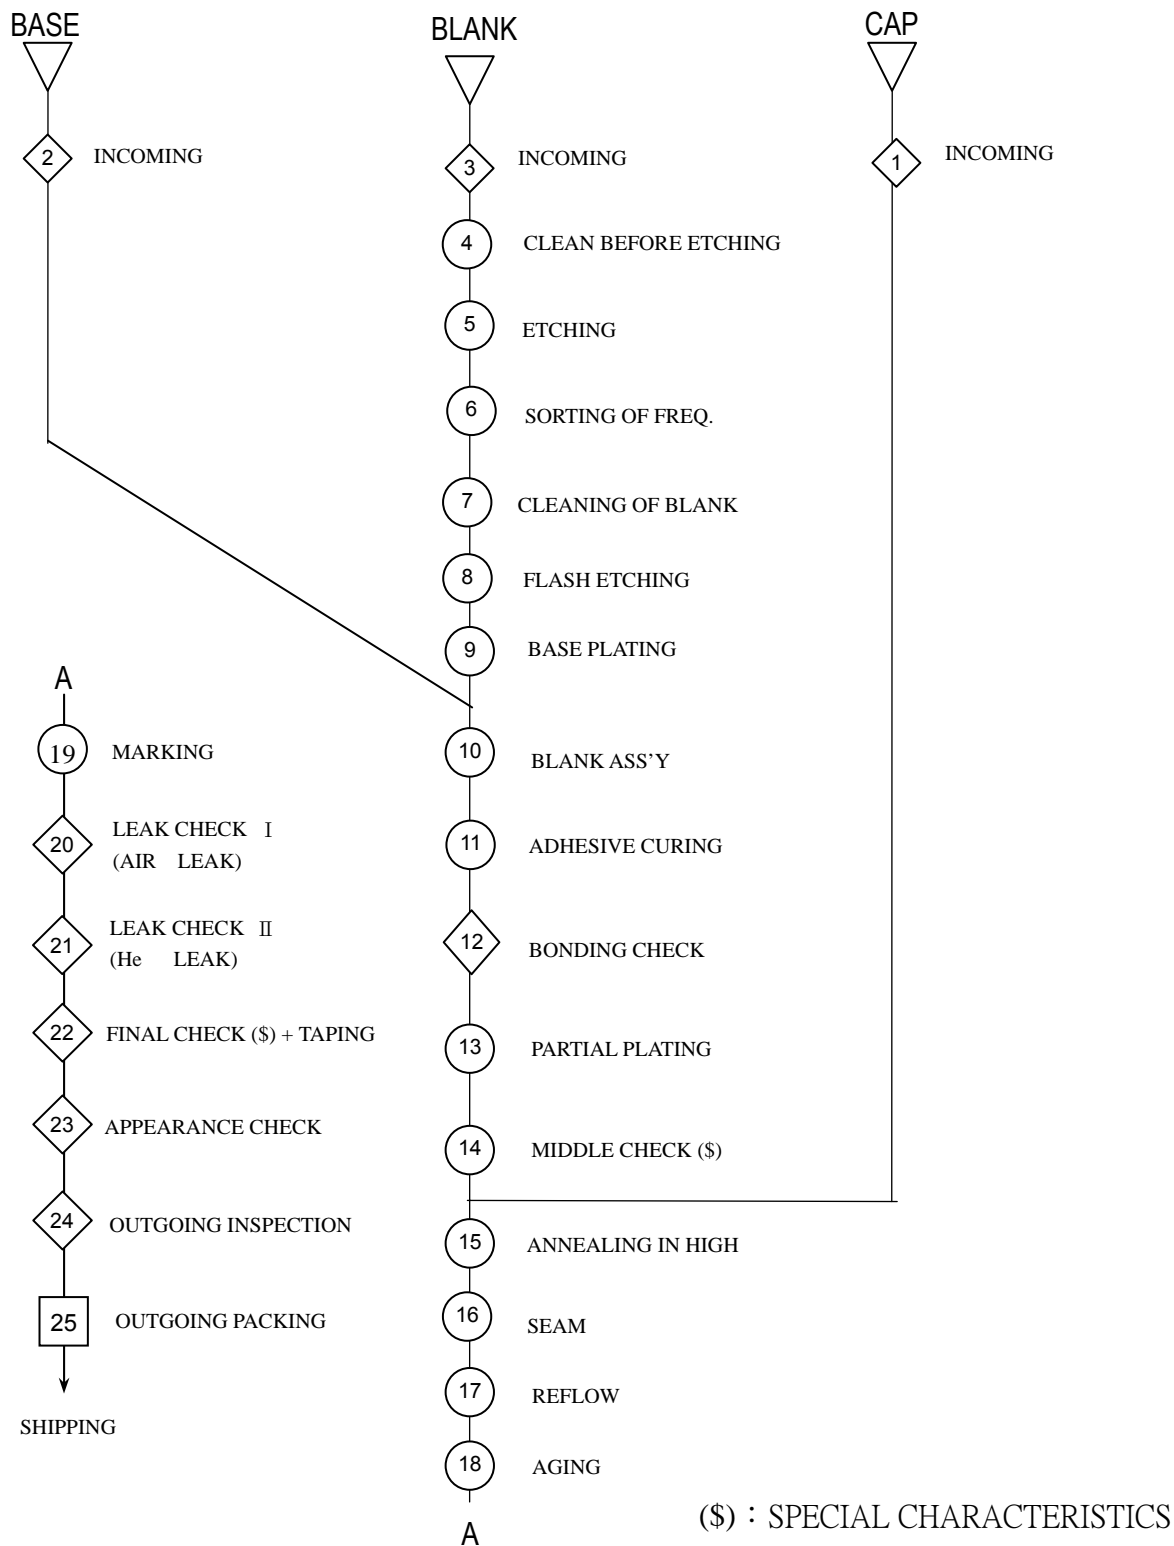 BASE
BLANK
CAP
2 INCOMING
3 INCOMING
1 INCOMING
4 CLEAN BEFORE ETCHING
5 ETCHING
6 SORTING OF FREQ.
7 CLEANING OF BLANK
8 FLASH ETCHING
9 BASE PLATING
10 BLANK ASS’Y
11 ADHESIVE CURING
12 BONDING CHECK
13 PARTIAL PLATING
14 MIDDLE CHECK ($)
15 ANNEALING IN HIGH
16 SEAM
17 REFLOW
18 AGING
A
A
19 MARKING
20 LEAK CHECK Ⅰ
(AIR LEAK)
21 LEAK CHECK Ⅱ
(He LEAK)
22 FINAL CHECK ($) + TAPING
23 APPEARANCE CHECK
24 OUTGOING INSPECTION
25 OUTGOING PACKING
SHIPPING
($)：SPECIAL CHARACTERISTICS